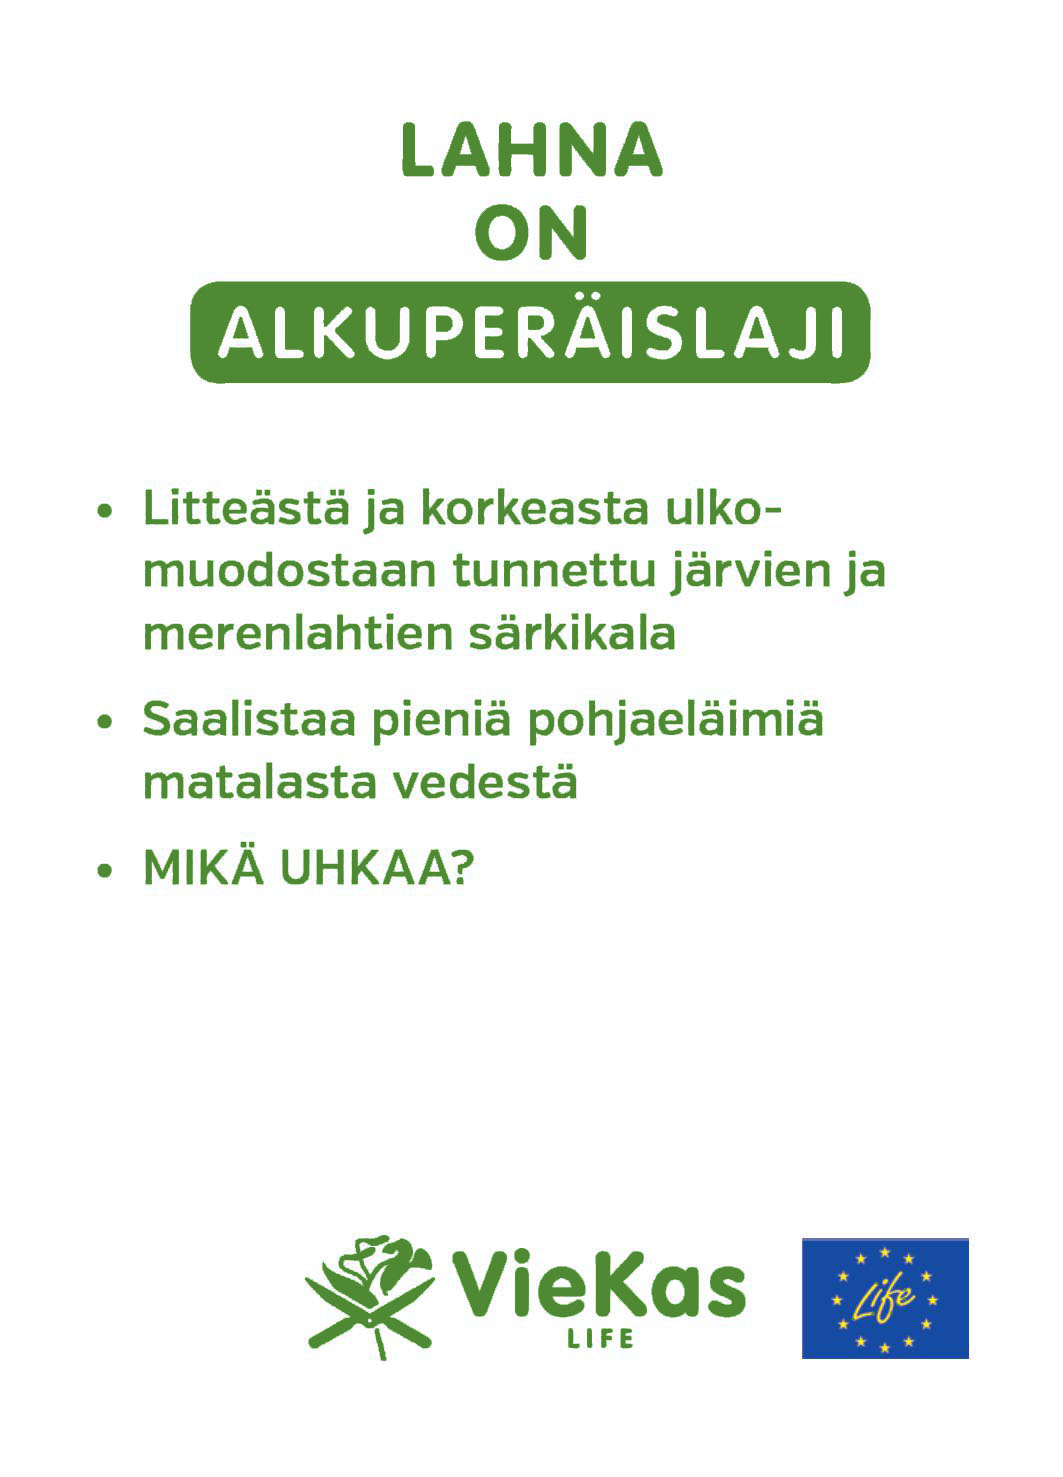 LAHNA
ON
ALKUPERÄISLAJI
• Litteästä ja korkeasta ulko-
muodostaan tunnettu järvien ja
merenlahtien särkikala
• Saalistaa pieniä pohjaeläimiä
matalasta vedestä
• MIKÄ UHKAA?
VieKas
LIFE
Life